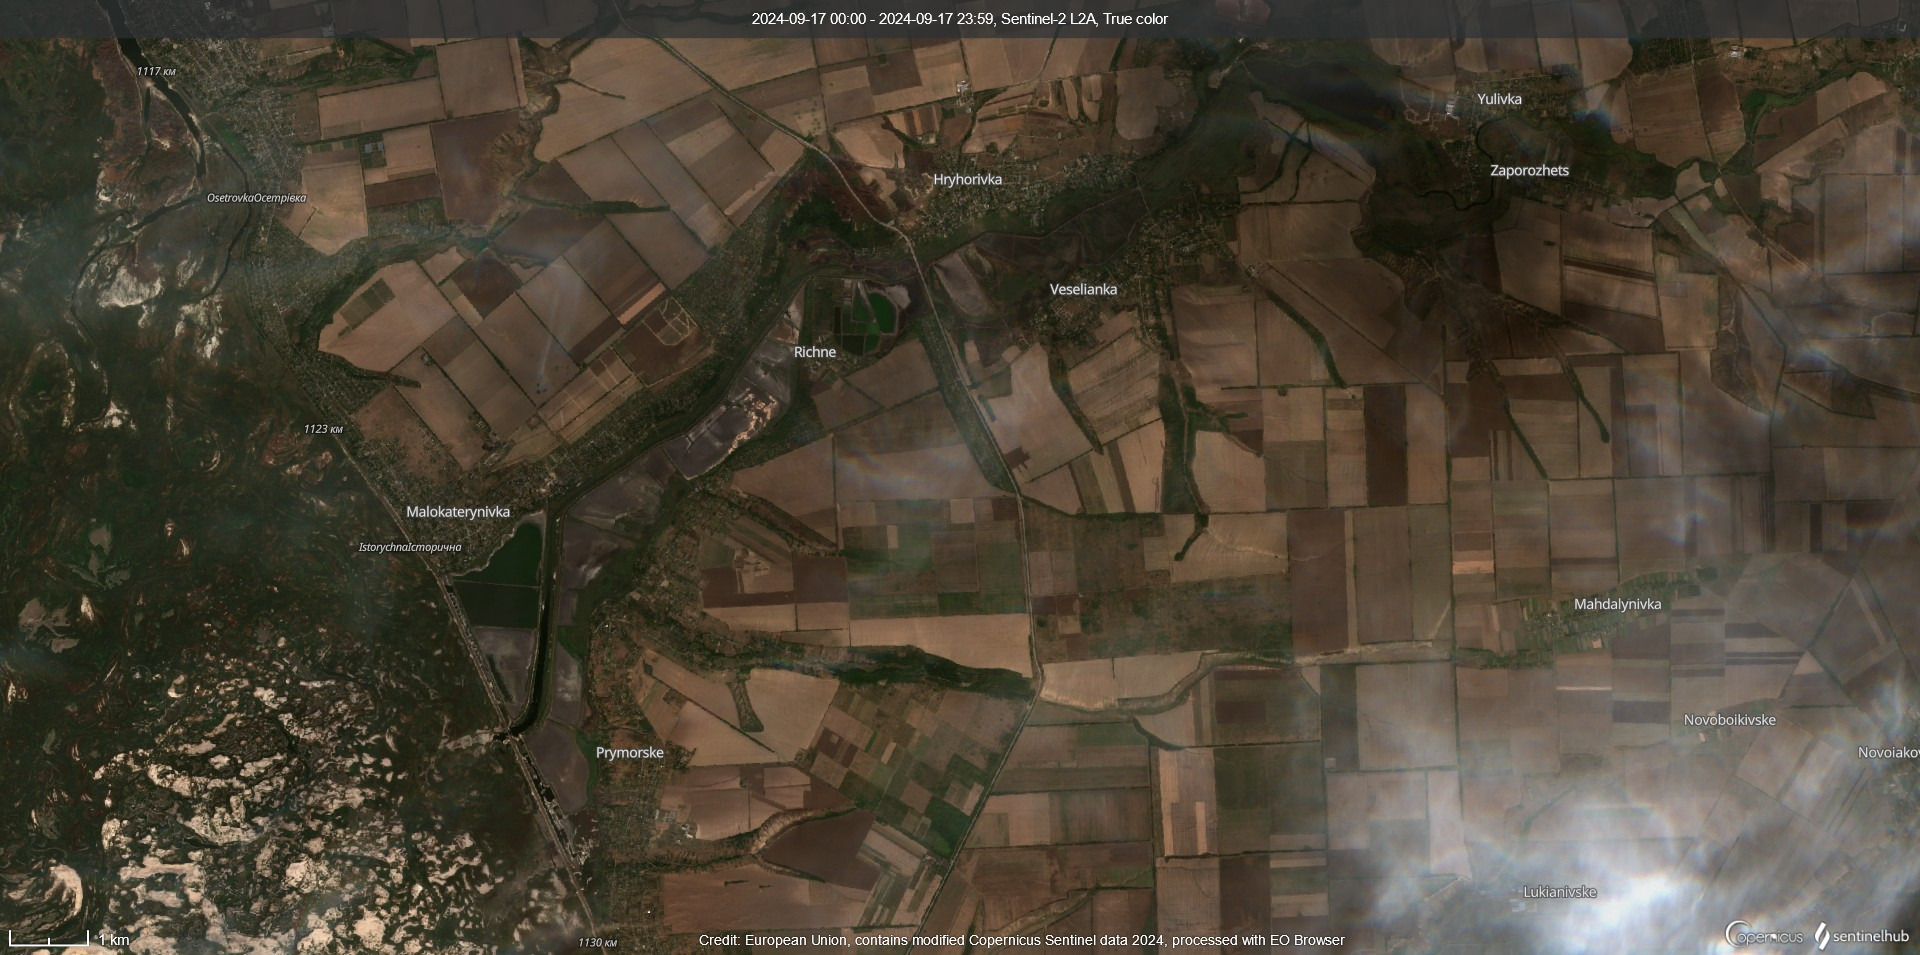 2024-09-17 00:00 - 2024-09-17 23:59, Sentinel-2 L2A, True color
1117 км
Yulivka
Zaporozhets
Hryhorivka
OsetrovkaОсетрівка
Veselianka
Richne
1123 км
Malokaterynivka
IstorychnaІсторична
Mahdalynivka
Novoboikivske
Prymorske
Novoiakov
Lukianivske
1 km
1130 км
Credit: European Union, contains modified Copernicus Sentinel data 2024, processed with EO Browser
Copernicus
sentinelhub